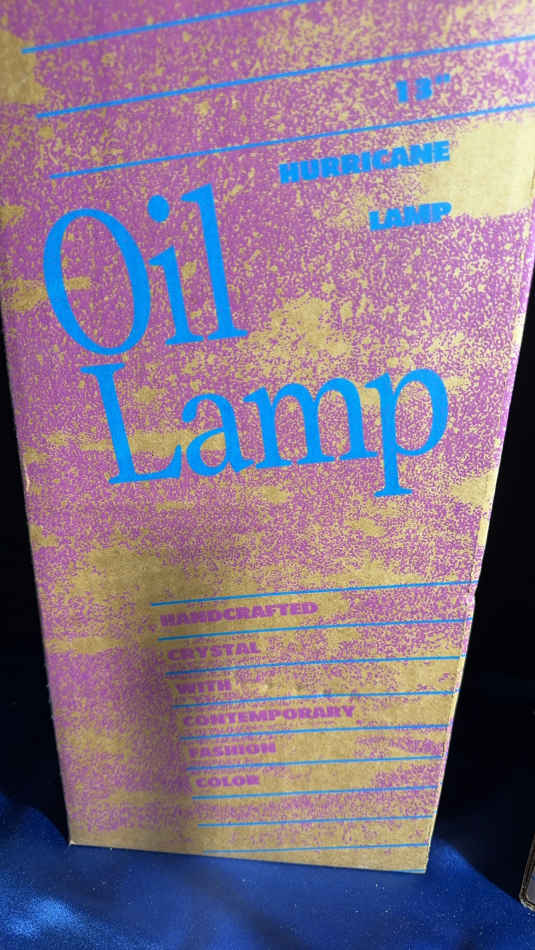 13"
HURRICANE
LAMP
Oil
Lamp
HANDCRAFTED
CRYSTAL
WITH
CONTEMPORARY
FASHION
COLOR